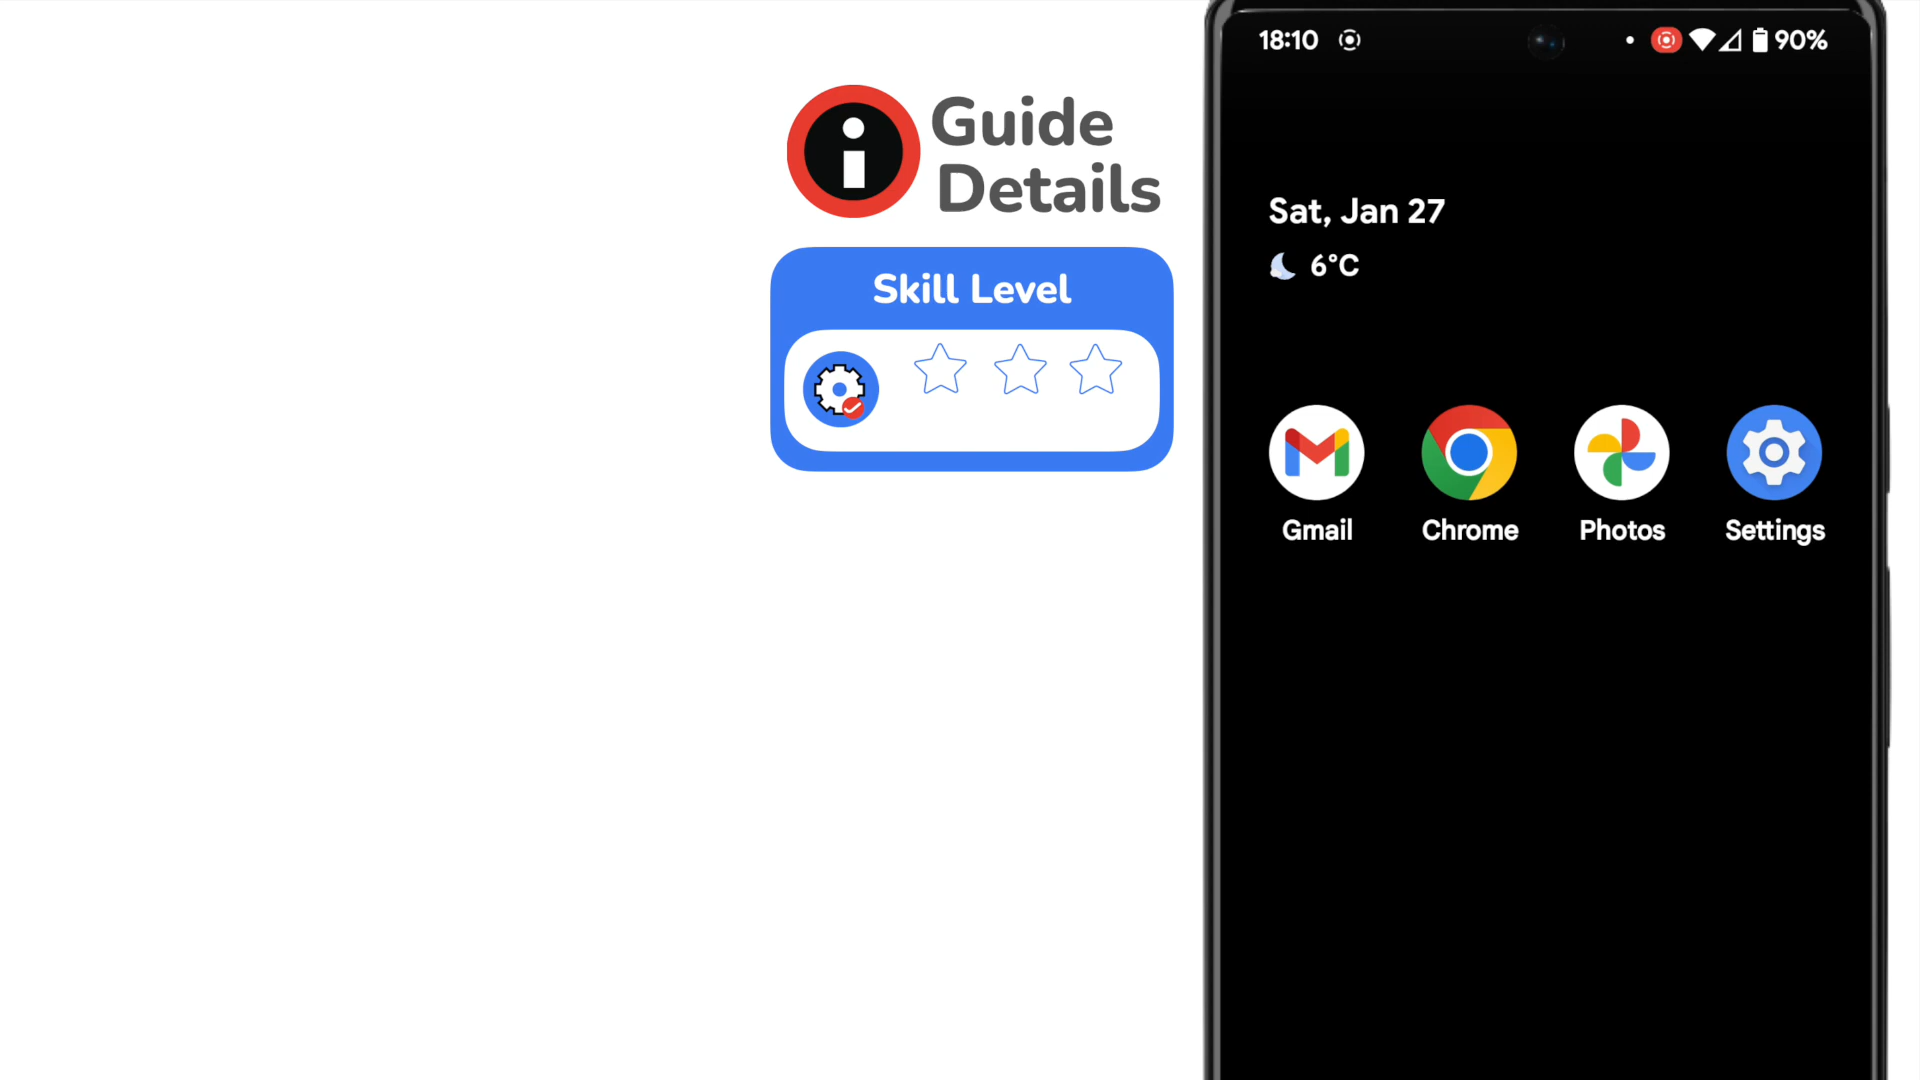 Guide
Details
Skill Level
18:10
90%
Sat, Jan 27
6°C
Gmail
Chrome
Photos
Settings